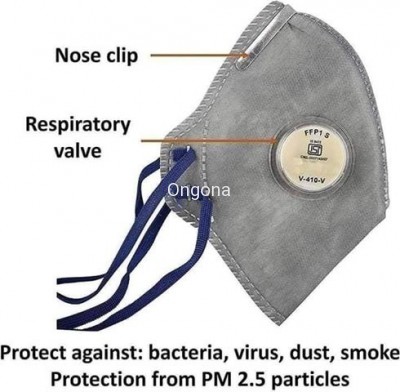 Nose clip
Respiratory
valve
FFP1 S
V-410-V
Ongona
Protect against: bacteria, virus, dust, smoke
Protection from PM 2.5 particles